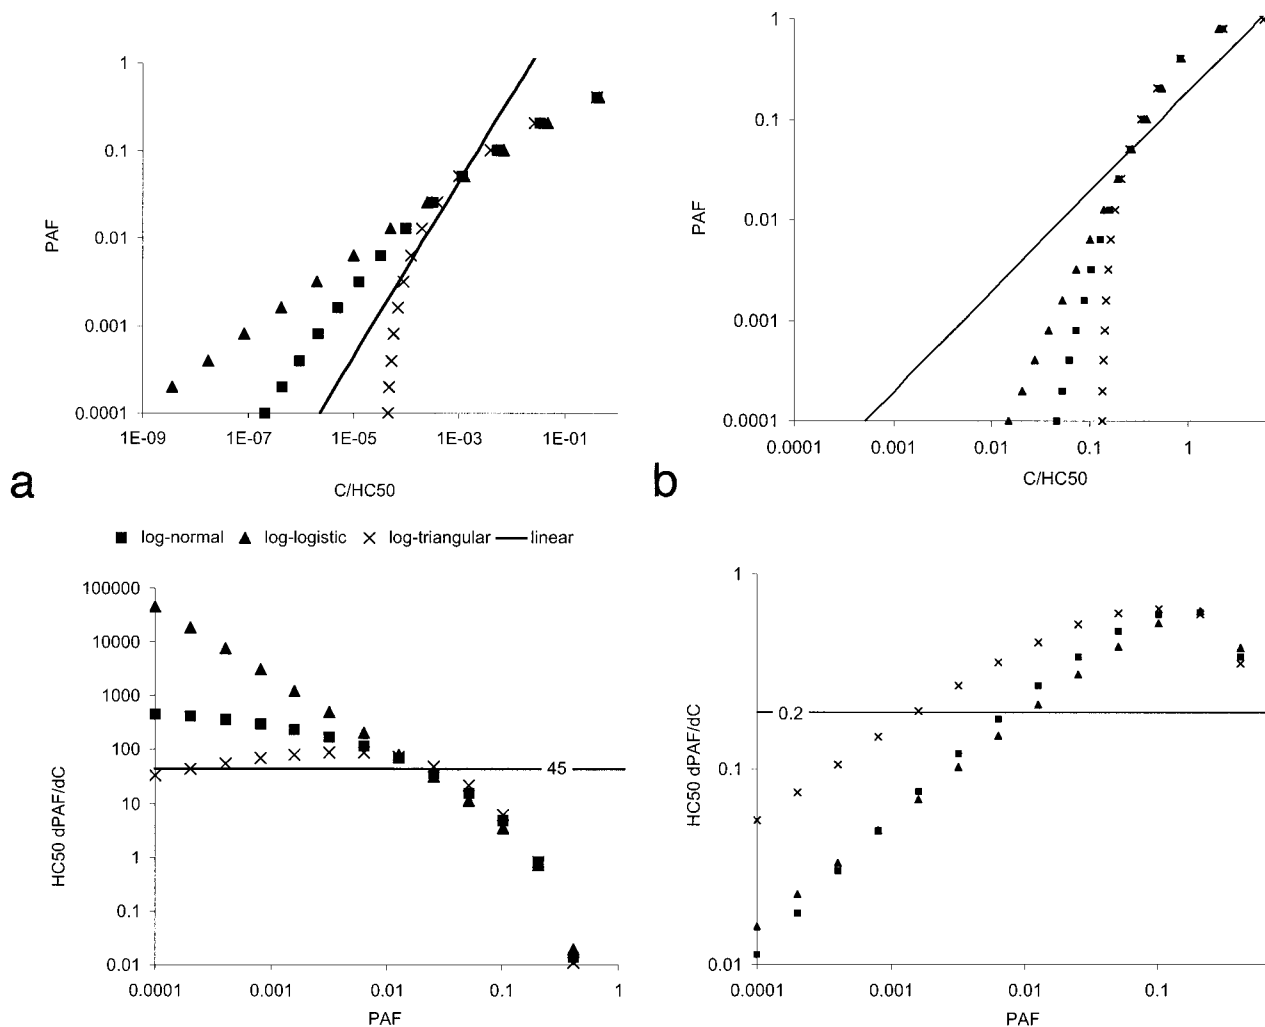 1
0.1
0.01
0.001
0.0001
PAF
1E-09 1E-07 1E-05 1E-03 1E-01
C/HC50
a
1
0.1
0.01
0.001
0.0001
PAF
0.0001 0.001 0.01 0.1 1
C/HC50
b
log-normal log-logistic log-triangular linear
100000
10000
1000
100
10
1
0.1
0.01
HC50 dPAF/dC
45
0.0001 0.001 0.01 0.1 1
PAF
1
0.1
0.01
HC50 dPAF/dC
0.2
0.0001 0.001 0.01 0.1
PAF